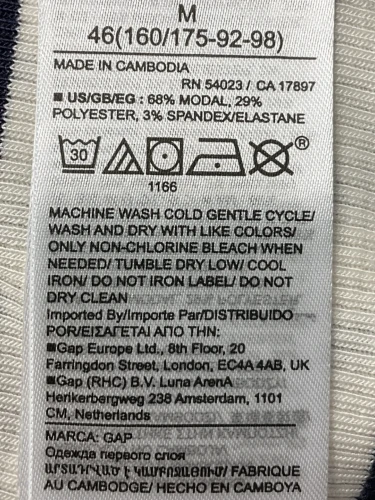 M
46(160/175-92-98)
MADE IN CAMBODIA
RN 54023 / CA 17897
■ US/GB/EG : 68% MODAL, 29%
POLYESTER, 3% SPANDEX/ELASTANE
30
®
1166
MACHINE WASH COLD GENTLE CYCLE/
WASH AND DRY WITH LIKE COLORS/
ONLY NON-CHLORINE BLEACH WHEN
NEEDED/ TUMBLE DRY LOW/ COOL
IRON/ DO NOT IRON LABEL/ DO NOT
DRY CLEAN
Imported By/Importe Par/DISTRIBUIDO
POR/ΕΙΣΑΓΕΤΑΙ ΑΠΟ ΤΗΝ:
■Gap Europe Ltd., 8th Floor, 20
Farringdon Street, London, EC4A 4AB, UK
■Gap (RHC) B.V. Luna ArenA
Herikerbergweg 238 Amsterdam, 1101
CM, Netherlands
MARCA: GAP
Одежда первого слоя
ԱՐՏԱԴՐՎԱԾ Է ԿԱՄԲՈՋԱՅՈՒՄ/ FABRIQUE
AU CAMBODGE/ HECHO EN CAMBOYA